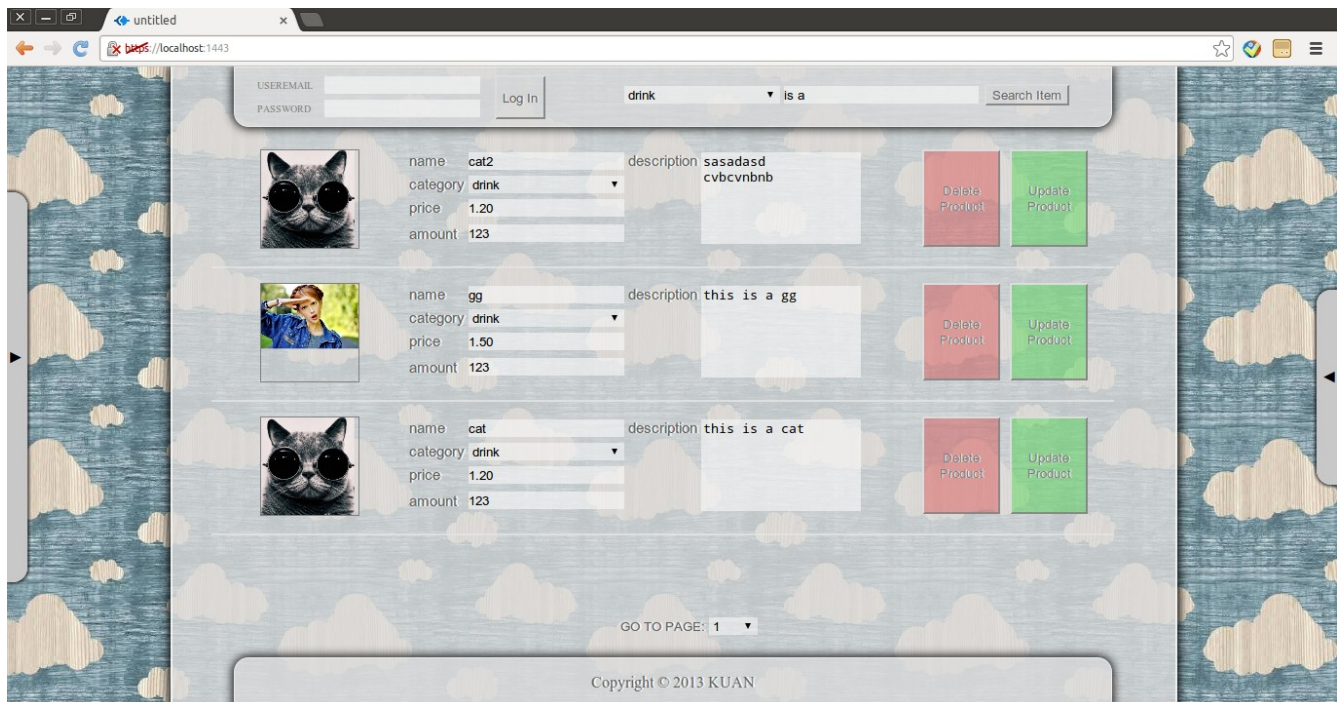 untitled
https://localhost:1443
USEREMAIL
PASSWORD
Log In
drink is a Search Item
name cat2
category drink
price 1.20
amount 123
description sasadasd
cvbcvnbnb
Delete
Product
Update
Product
name gg
category drink
price 1.50
amount 123
description this is a gg
Delete
Product
Update
Product
name cat
category drink
price 1.20
amount 123
description this is a cat
Delete
Product
Update
Product
GO TO PAGE: 1
Copyright © 2013 KUAN